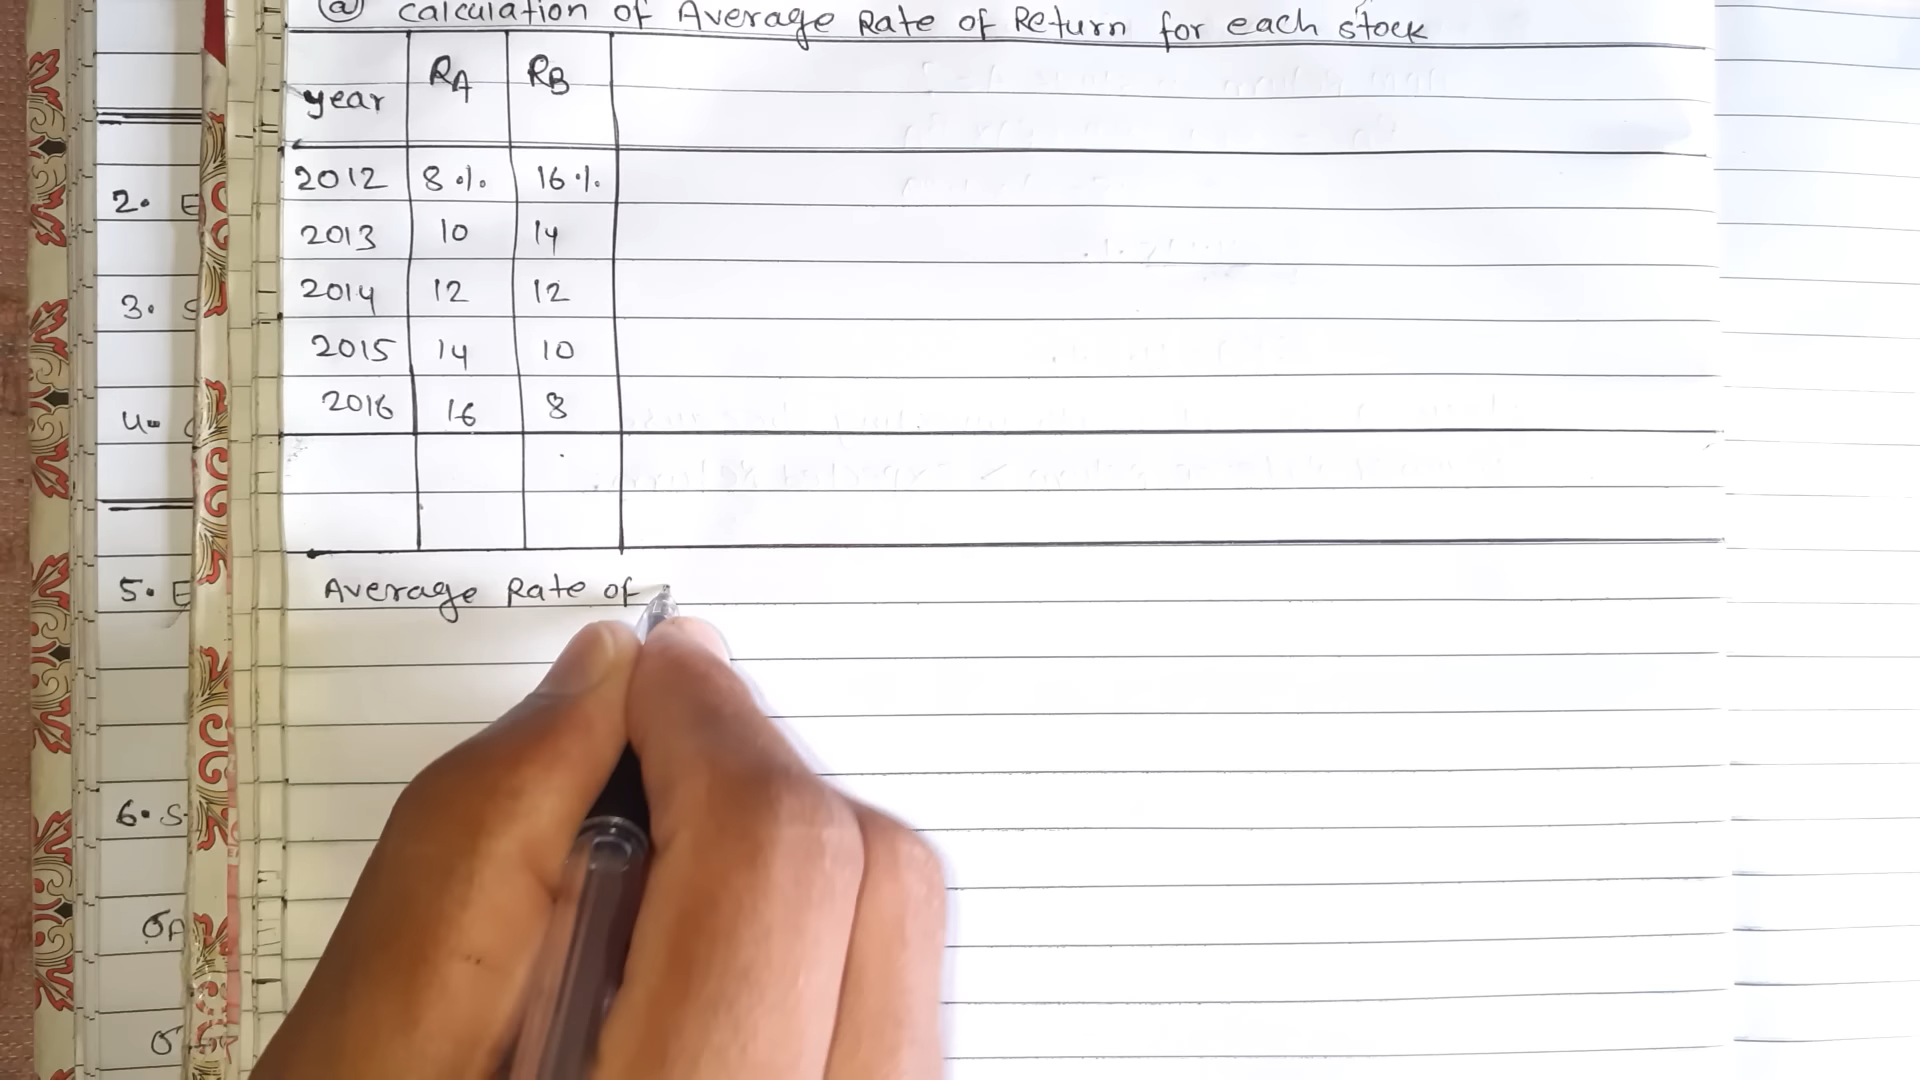 ⓐ Calculation of Average Rate of Return for each stock
year RA RB
2012 8% 16%
2013 10 14
2014 12 12
2015 14 10
2016 16 8
Average Rate of
2. E
3. S
4.
5. E
6. S
σA
σ